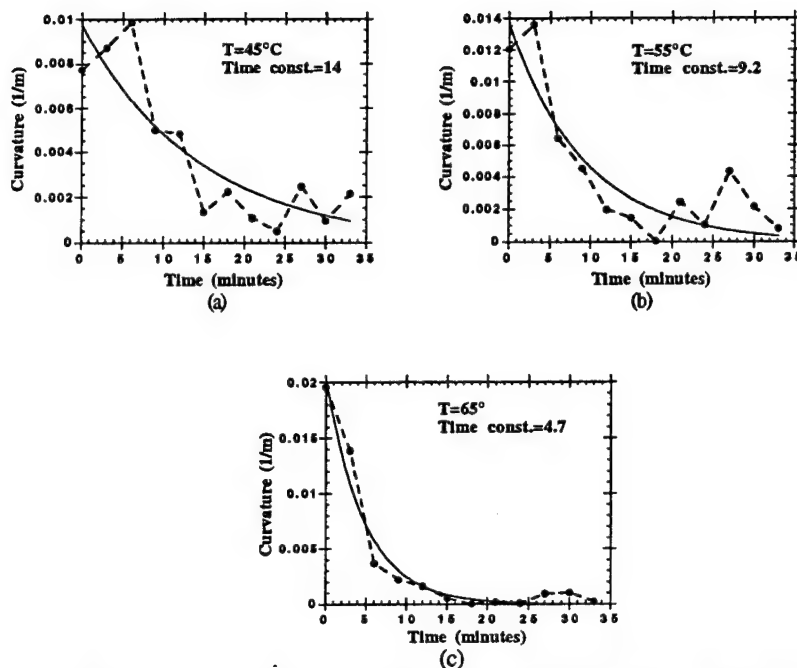 0.01
0.008
0.006
0.004
0.002
0
Curvature (1/m)
T=45°C
Time const.=14
0 5 10 15 20 25 30 35
Time (minutes)
(a)
0.014
0.012
0.01
0.008
0.006
0.004
0.002
0
Curvature (1/m)
T=55°C
Time const.=9.2
0 5 10 15 20 25 30 35
Time (minutes)
(b)
0.02
0.015
0.01
0.005
0
Curvature (1/m)
T=65°
Time const.=4.7
0 5 10 15 20 25 30 35
Time (minutes)
(c)